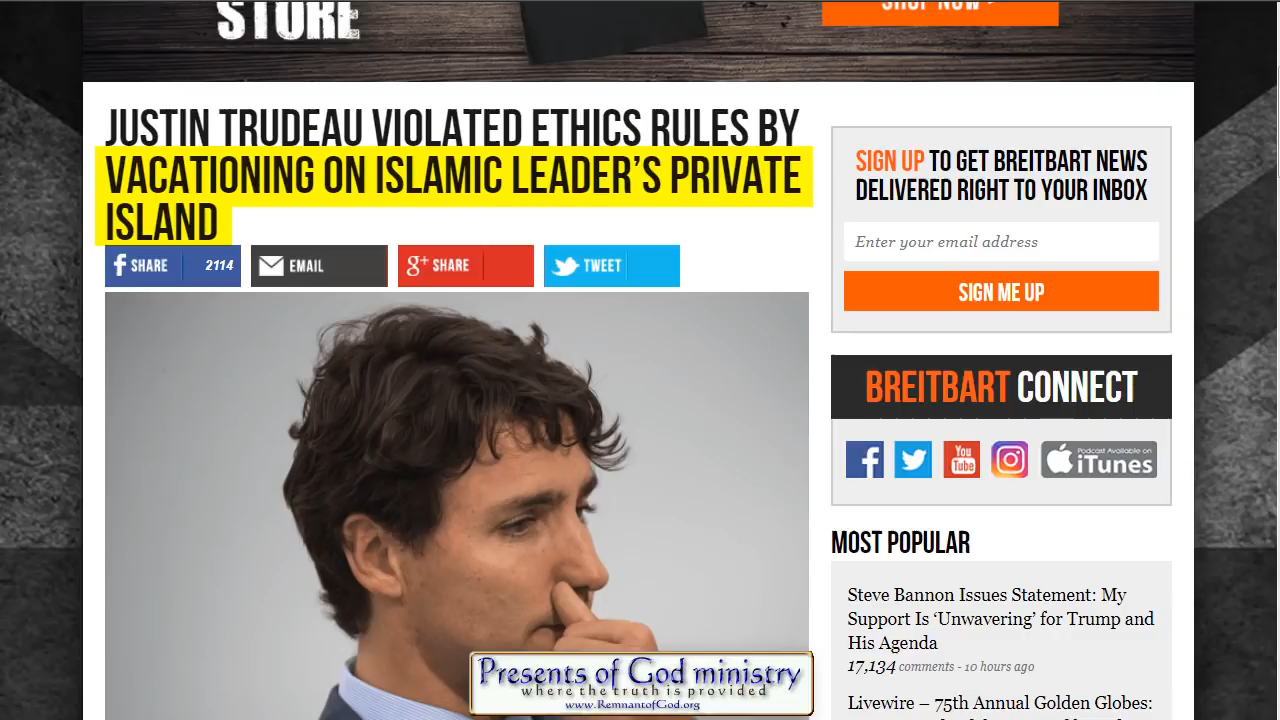 STORE
SHOP NOW >
JUSTIN TRUDEAU VIOLATED ETHICS RULES BY
VACATIONING ON ISLAMIC LEADER'S PRIVATE
ISLAND
SHARE 2114
EMAIL
g+ SHARE
TWEET
SIGN UP TO GET BREITBART NEWS
DELIVERED RIGHT TO YOUR INBOX
Enter your email address
SIGN ME UP
BREITBART CONNECT
You
Tube
Podcast Available on
iTunes
MOST POPULAR
Steve Bannon Issues Statement: My
Support Is ‘Unwavering’ for Trump and
His Agenda
17,134 comments - 10 hours ago
Livewire – 75th Annual Golden Globes:
Presents of God ministry
where the truth is provided
www.RemnantofGod.org